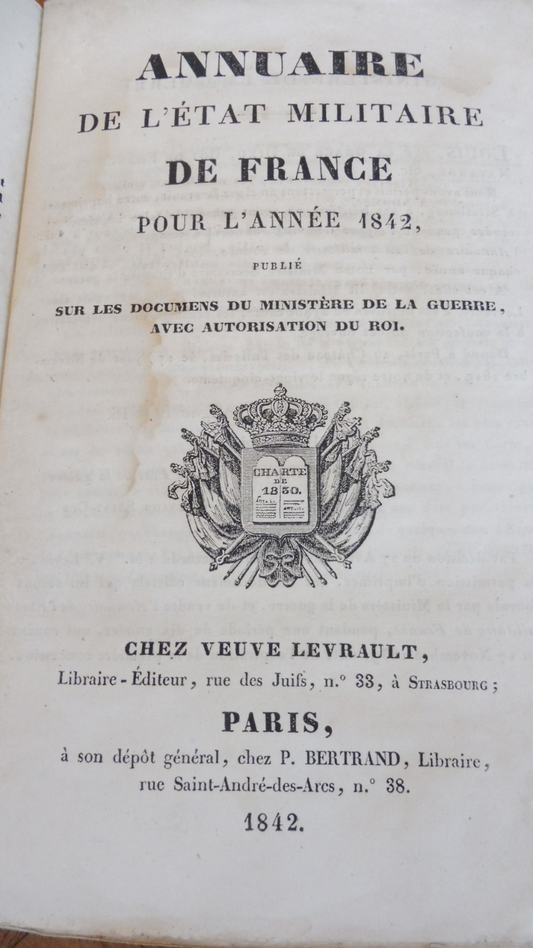 ANNUAIRE
DE L'ÉTAT MILITAIRE
DE FRANCE
POUR L'ANNÉE 1842,
PUBLIÉ
SUR LES DOCUMENS DU MINISTÈRE DE LA GUERRE,
AVEC AUTORISATION DU ROI.
CHARTE
DE
1830.
CHEZ VEUVE LEVRAULT,
Libraire-Éditeur, rue des Juifs, n.º 33, à STRASBOURG;
PARIS,
à son dépôt général, chez P. BERTRAND, Libraire,
rue Saint-André-des-Arcs, n.º 38.
1842.